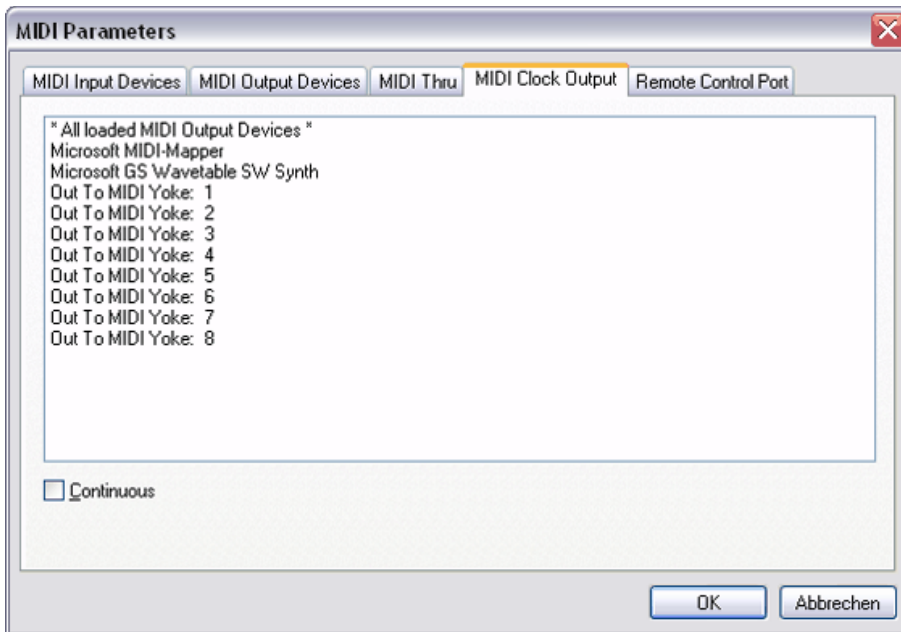 MIDI Parameters
MIDI Input Devices MIDI Output Devices MIDI Thru MIDI Clock Output Remote Control Port
* All loaded MIDI Output Devices *
Microsoft MIDI-Mapper
Microsoft GS Wavetable SW Synth
Out To MIDI Yoke: 1
Out To MIDI Yoke: 2
Out To MIDI Yoke: 3
Out To MIDI Yoke: 4
Out To MIDI Yoke: 5
Out To MIDI Yoke: 6
Out To MIDI Yoke: 7
Out To MIDI Yoke: 8
Continuous
OK Abbrechen